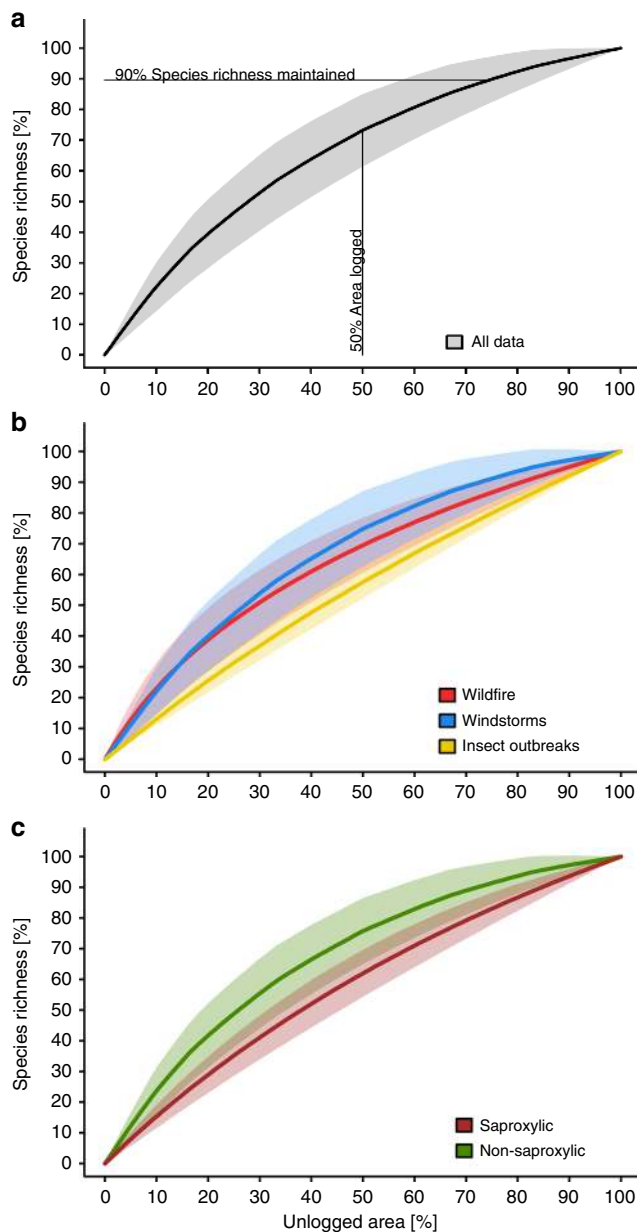 a
Species richness [%]
100
90
80
70
60
50
40
30
20
10
0
90% Species richness maintained
50% Area logged
All data
0 10 20 30 40 50 60 70 80 90 100
b
Species richness [%]
100
90
80
70
60
50
40
30
20
10
0
Wildfire
Windstorms
Insect outbreaks
0 10 20 30 40 50 60 70 80 90 100
c
Species richness [%]
100
90
80
70
60
50
40
30
20
10
0
Saproxylic
Non-saproxylic
0 10 20 30 40 50 60 70 80 90 100
Unlogged area [%]